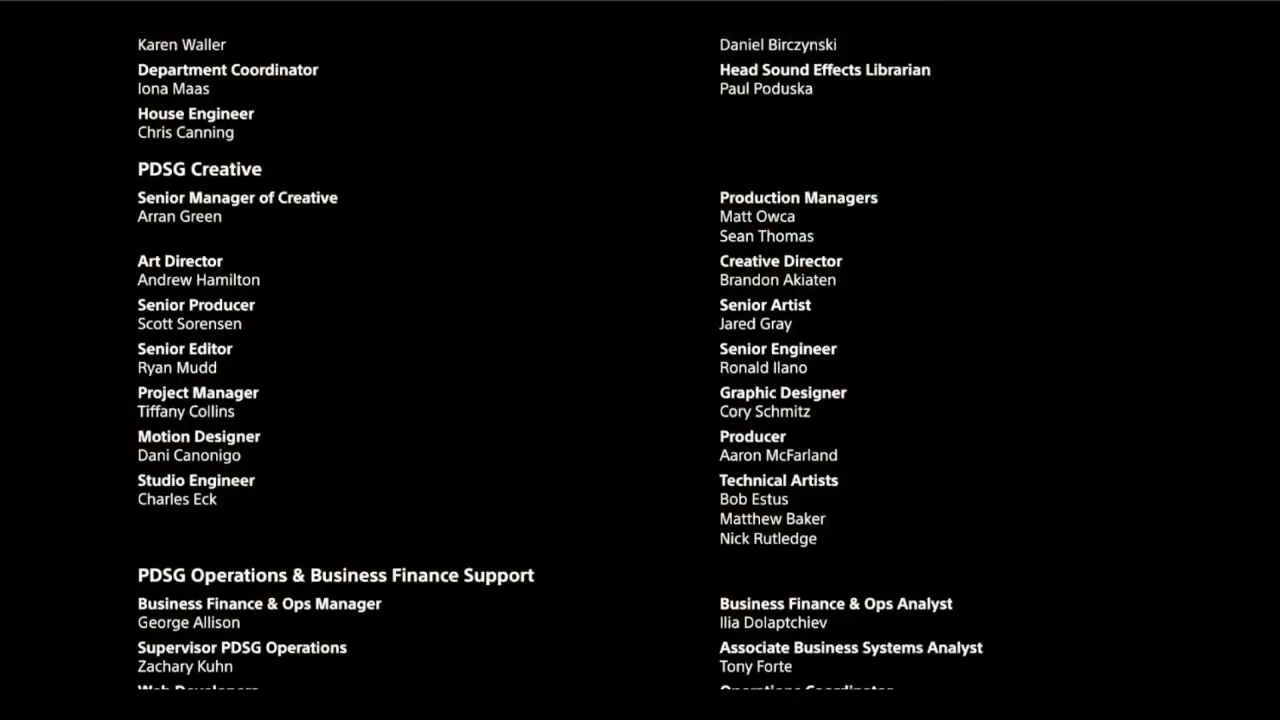 Karen Waller
Daniel Birczynski
Department Coordinator
Iona Maas
Head Sound Effects Librarian
Paul Poduska
House Engineer
Chris Canning
PDSG Creative
Senior Manager of Creative
Arran Green
Production Managers
Matt Owca
Sean Thomas
Art Director
Andrew Hamilton
Creative Director
Brandon Akiaten
Senior Producer
Scott Sorensen
Senior Artist
Jared Gray
Senior Editor
Ryan Mudd
Senior Engineer
Ronald Ilano
Project Manager
Tiffany Collins
Graphic Designer
Cory Schmitz
Motion Designer
Dani Canonigo
Producer
Aaron McFarland
Studio Engineer
Charles Eck
Technical Artists
Bob Estus
Matthew Baker
Nick Rutledge
PDSG Operations & Business Finance Support
Business Finance & Ops Manager
George Allison
Business Finance & Ops Analyst
Ilia Dolaptchiev
Supervisor PDSG Operations
Zachary Kuhn
Associate Business Systems Analyst
Tony Forte
Web Developers
Operations Coordinator